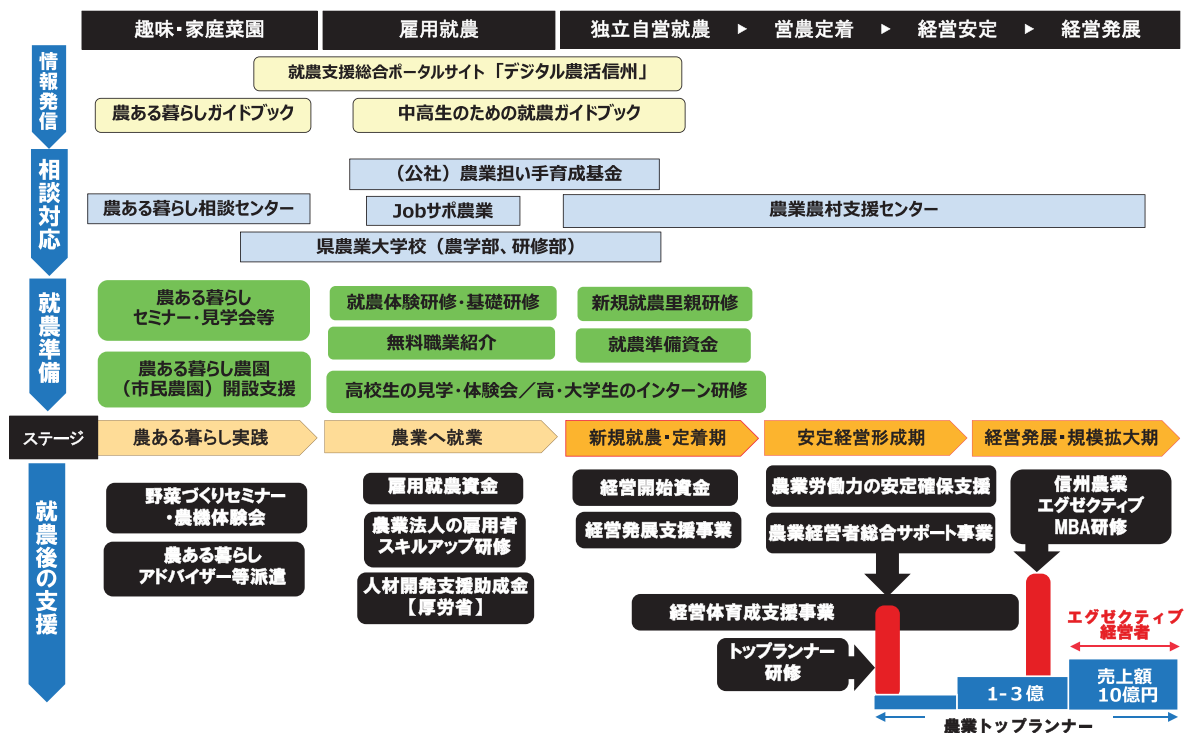 趣味・家庭菜園
雇用就農
独立自営就農
営農定着
経営安定
経営発展
情報発信
就農支援総合ポータルサイト「デジタル農活信州」
農ある暮らしガイドブック
中高生のための就農ガイドブック
相談対応
（公社）農業担い手育成基金
農ある暮らし相談センター
Jobサポ農業
農業農村支援センター
県農業大学校（農学部、研修部）
就農準備
農ある暮らし
セミナー・見学会等
就農体験研修・基礎研修
新規就農里親研修
無料職業紹介
就農準備資金
農ある暮らし農園
（市民農園）開設支援
高校生の見学・体験会／高・大学生のインターン研修
ステージ
農ある暮らし実践
農業へ就業
新規就農・定着期
安定経営形成期
経営発展・規模拡大期
就農後の支援
野菜づくりセミナー
・農機体験会
農ある暮らし
アドバイザー等派遣
雇用就農資金
農業法人の雇用者
スキルアップ研修
人材開発支援助成金
【厚労省】
経営開始資金
経営発展支援事業
農業労働力の安定確保支援
農業経営者総合サポート事業
信州農業
エグゼクティブ
MBA研修
経営体育成支援事業
トップランナー
研修
エグゼクティブ
経営者
1-３億
売上額
10億円
農業トップランナー